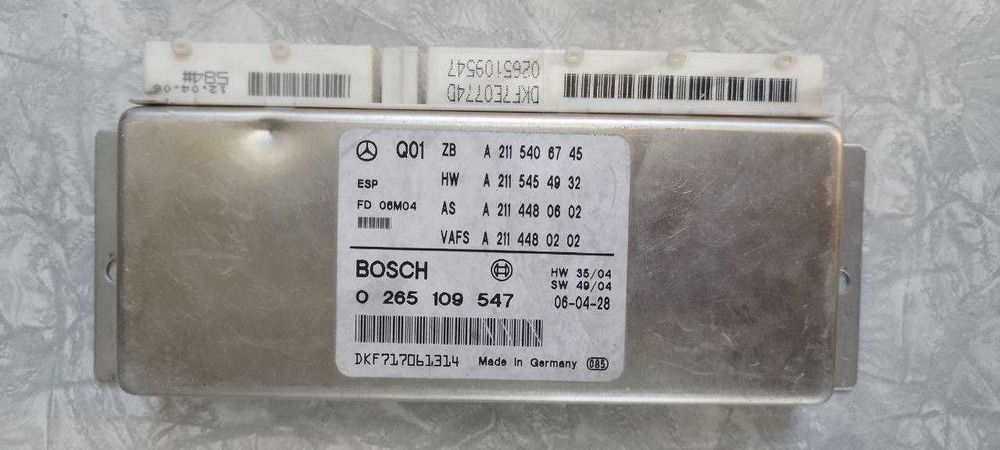 584#
12.04.06
DKF7E0774D
0265109547
Q01
ZB A 211 540 67 45
ESP
HW A 211 545 49 32
FD 06M04
AS A 211 448 06 02
VAFS A 211 448 02 02
BOSCH
HW 35/04
SW 49/04
0 265 109 547
06-04-28
DKF717061314
Made in Germany
085